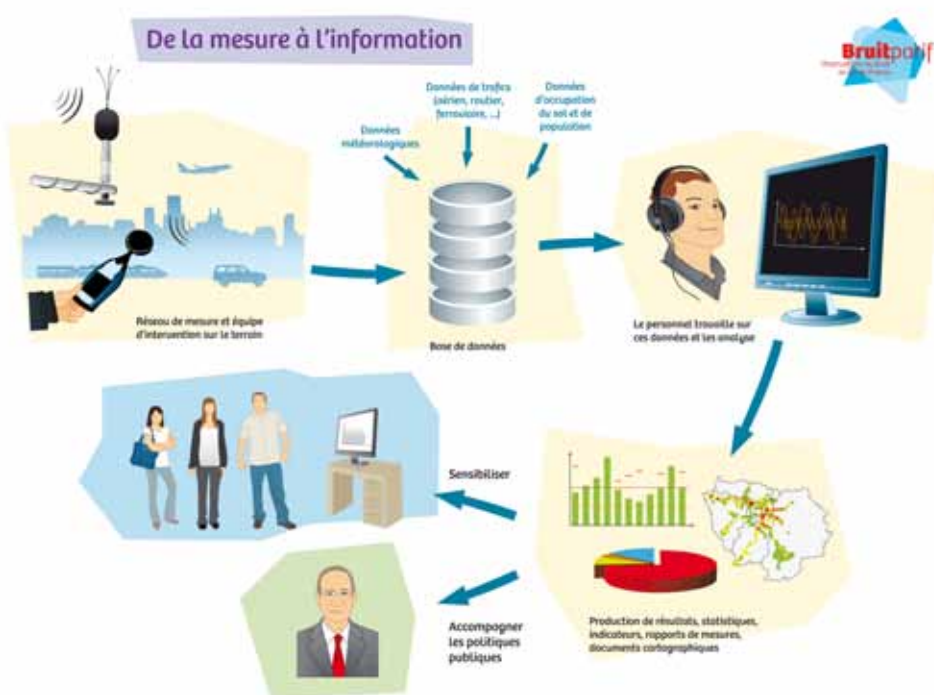 De la mesure à l'information
Bruitparif
Données de trafics
(aérien, routier,
ferroviaire, ...)
Données
d'occupation
du sol et de
population
Données
météorologiques
Réseau de mesure et équipe
d'intervention sur le terrain
Base de données
Le personnel travaille sur
ces données et les analyse
Sensibiliser
Accompagner
les politiques
publiques
Production de résultats, statistiques,
indicateurs, rapports de mesures,
documents cartographiques